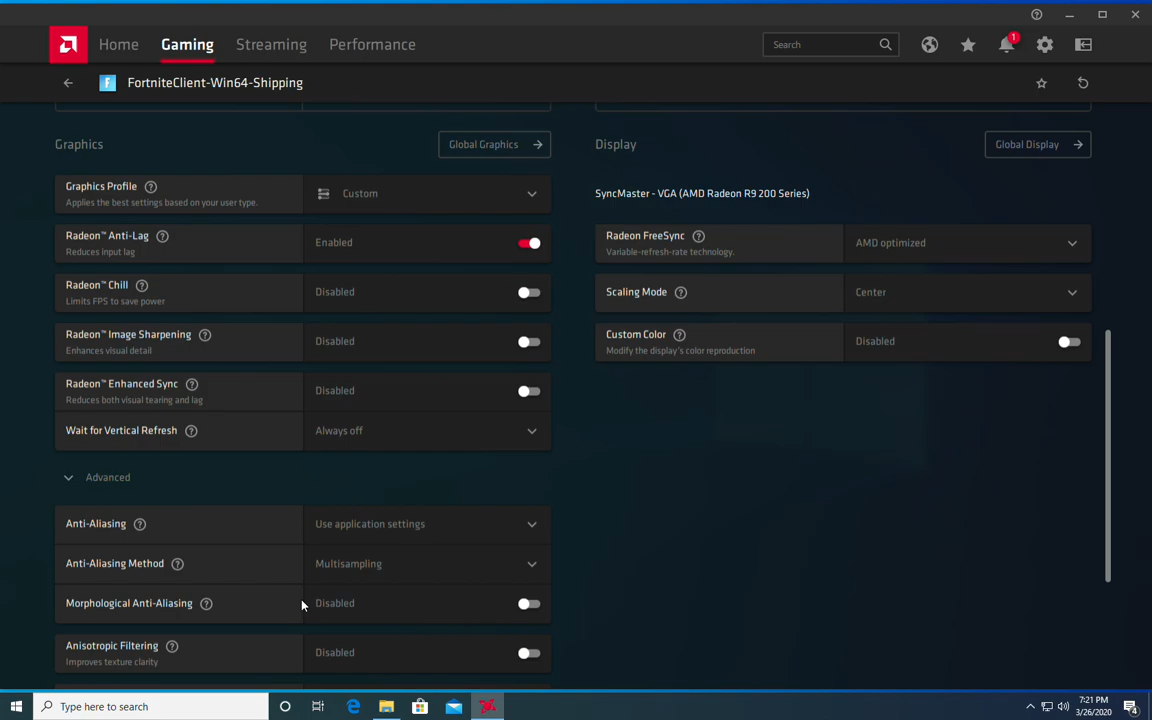 Home
Gaming
Streaming
Performance
Search
1
FortniteClient-Win64-Shipping
Graphics
Global Graphics
Display
Global Display
Graphics Profile
Applies the best settings based on your user type.
Custom
SyncMaster - VGA (AMD Radeon R9 200 Series)
Radeon™ Anti-Lag
Reduces input lag
Enabled
Radeon FreeSync
Variable-refresh-rate technology.
AMD optimized
Radeon™ Chill
Limits FPS to save power
Disabled
Scaling Mode
Center
Radeon™ Image Sharpening
Enhances visual detail
Disabled
Custom Color
Modify the display's color reproduction
Disabled
Radeon™ Enhanced Sync
Reduces both visual tearing and lag
Disabled
Wait for Vertical Refresh
Always off
Advanced
Anti-Aliasing
Use application settings
Anti-Aliasing Method
Multisampling
Morphological Anti-Aliasing
Disabled
Anisotropic Filtering
Improves texture clarity
Disabled
Type here to search
7:21 PM
3/26/2020
4